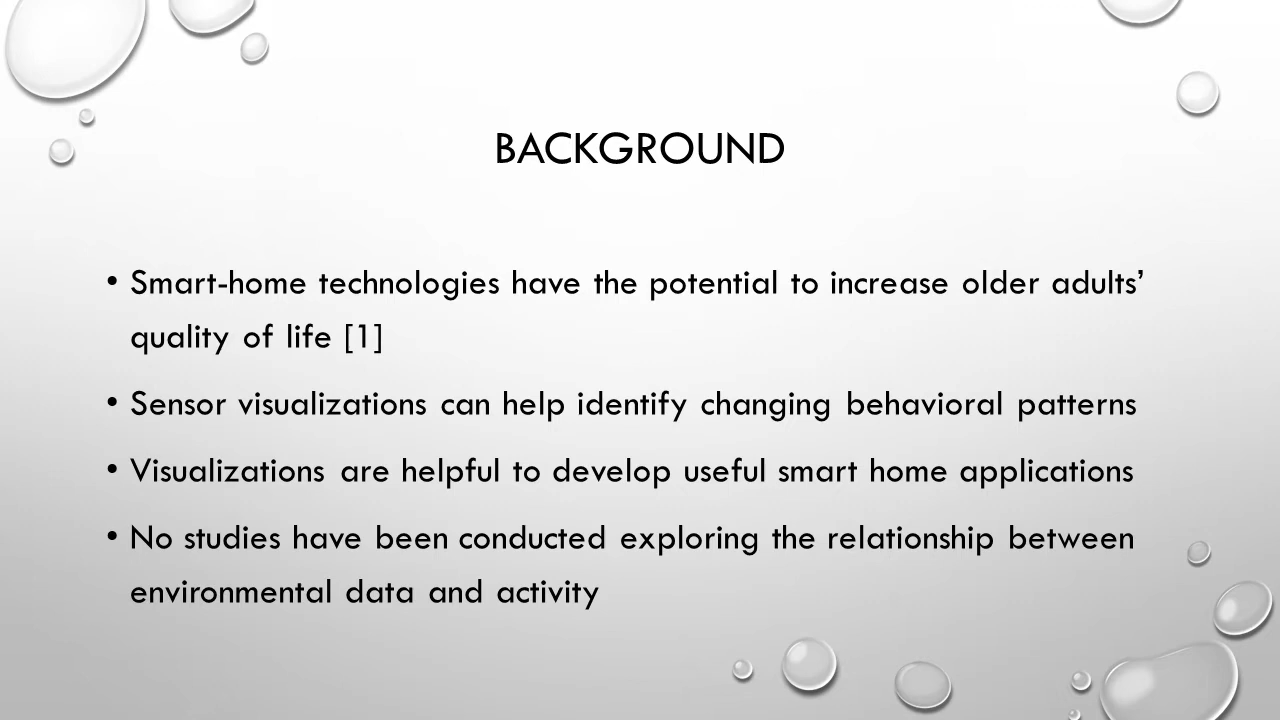 BACKGROUND
• Smart-home technologies have the potential to increase older adults’
quality of life [1]
• Sensor visualizations can help identify changing behavioral patterns
• Visualizations are helpful to develop useful smart home applications
• No studies have been conducted exploring the relationship between
environmental data and activity